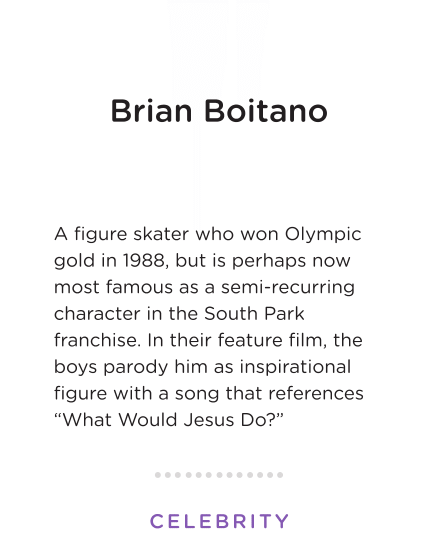 Brian Boitano
A figure skater who won Olympic
gold in 1988, but is perhaps now
most famous as a semi-recurring
character in the South Park
franchise. In their feature film, the
boys parody him as inspirational
figure with a song that references
“What Would Jesus Do?”
CELEBRITY